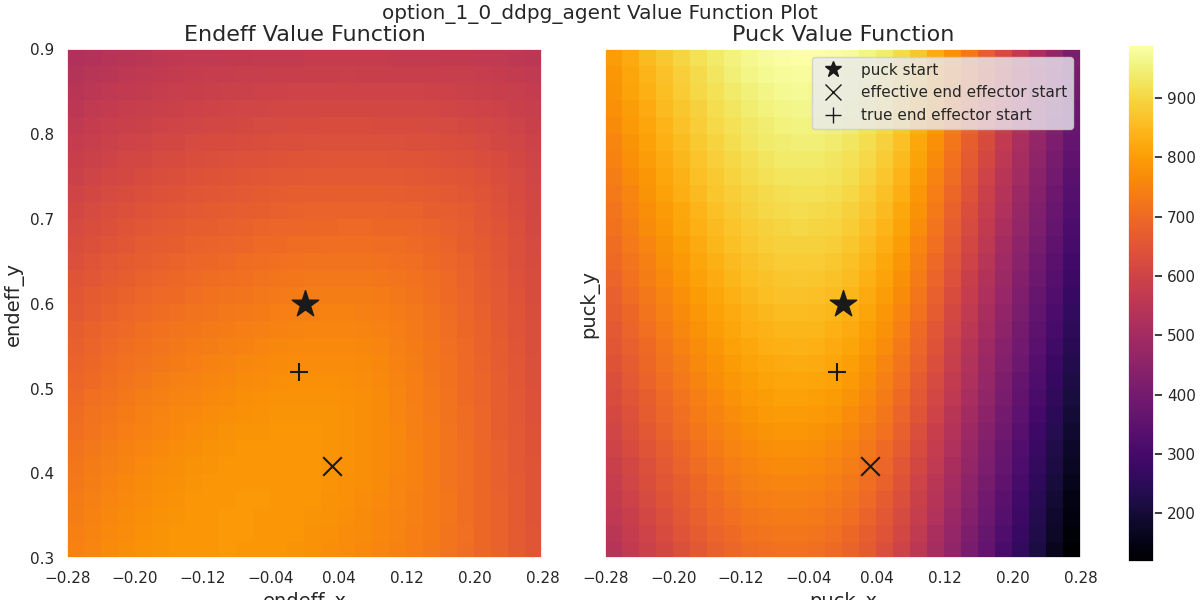 option_1_0_ddpg_agent Value Function Plot
Endeff Value Function
Puck Value Function
puck start
effective end effector start
true end effector start
0.9
0.8
0.7
0.6
0.5
0.4
0.3
endeff_y
−0.28 −0.20 −0.12 −0.04 0.04 0.12 0.20 0.28
endeff_x
puck_y
−0.28 −0.20 −0.12 −0.04 0.04 0.12 0.20 0.28
puck_x
900
800
700
600
500
400
300
200